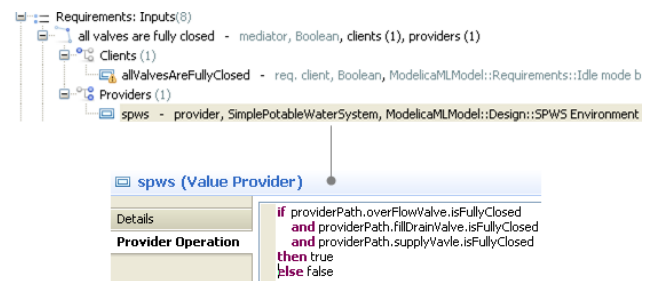 Requirements: Inputs(8)
all valves are fully closed - mediator, Boolean, clients (1), providers (1)
Clients (1)
allValvesAreFullyClosed - req. client, Boolean, ModelicaMLModel::Requirements::Idle mode b
Providers (1)
spws - provider, SimplePotableWaterSystem, ModelicaMLModel::Design::SPWS Environment
spws (Value Provider)
Details
Provider Operation
if providerPath.overFlowValve.isFullyClosed
and providerPath.fillDrainValve.isFullyClosed
and providerPath.supplyVavle.isFullyClosed
then true
else false